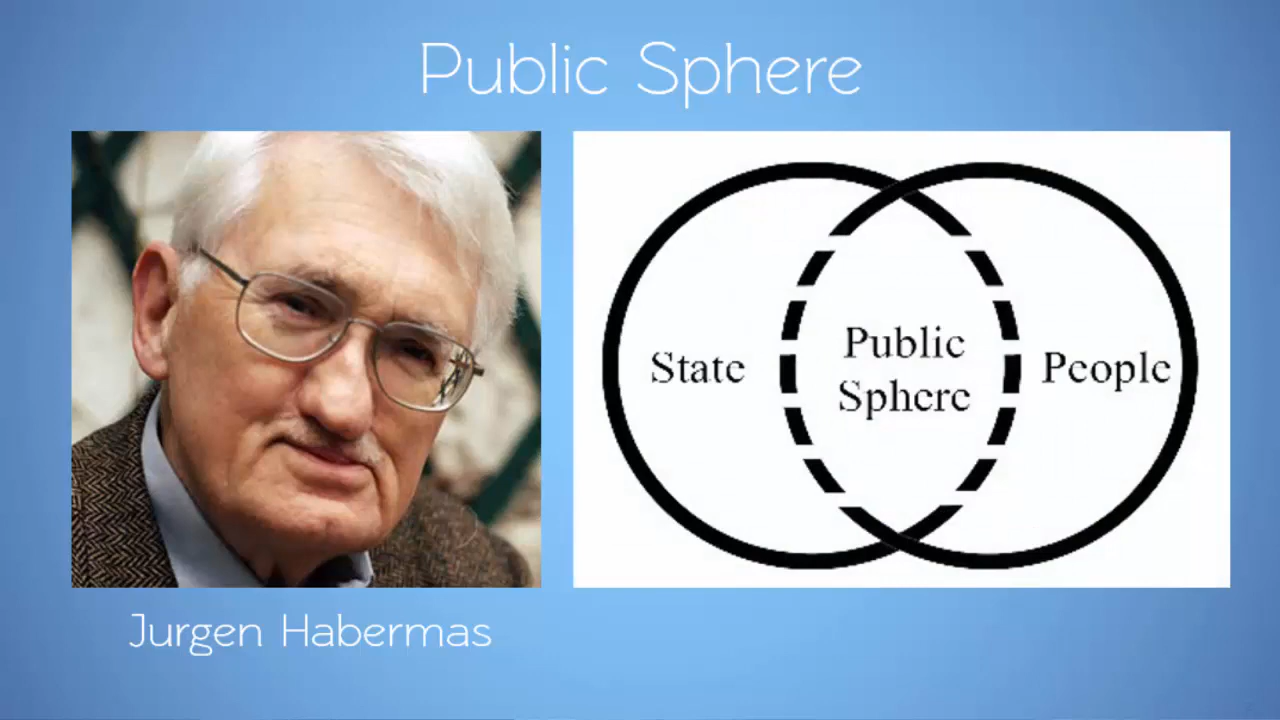 Public Sphere
State
Public
Sphere
People
Jurgen Habermas